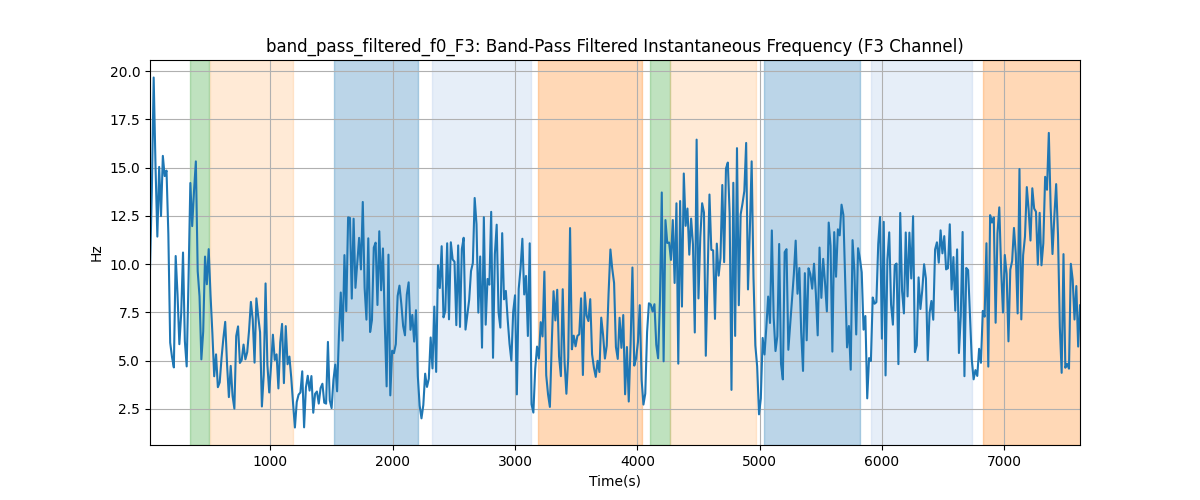 band_pass_filtered_f0_F3: Band-Pass Filtered Instantaneous Frequency (F3 Channel)
20.0
17.5
15.0
12.5
10.0
7.5
5.0
2.5
Hz
1000 2000 3000 4000 5000 6000 7000
Time(s)